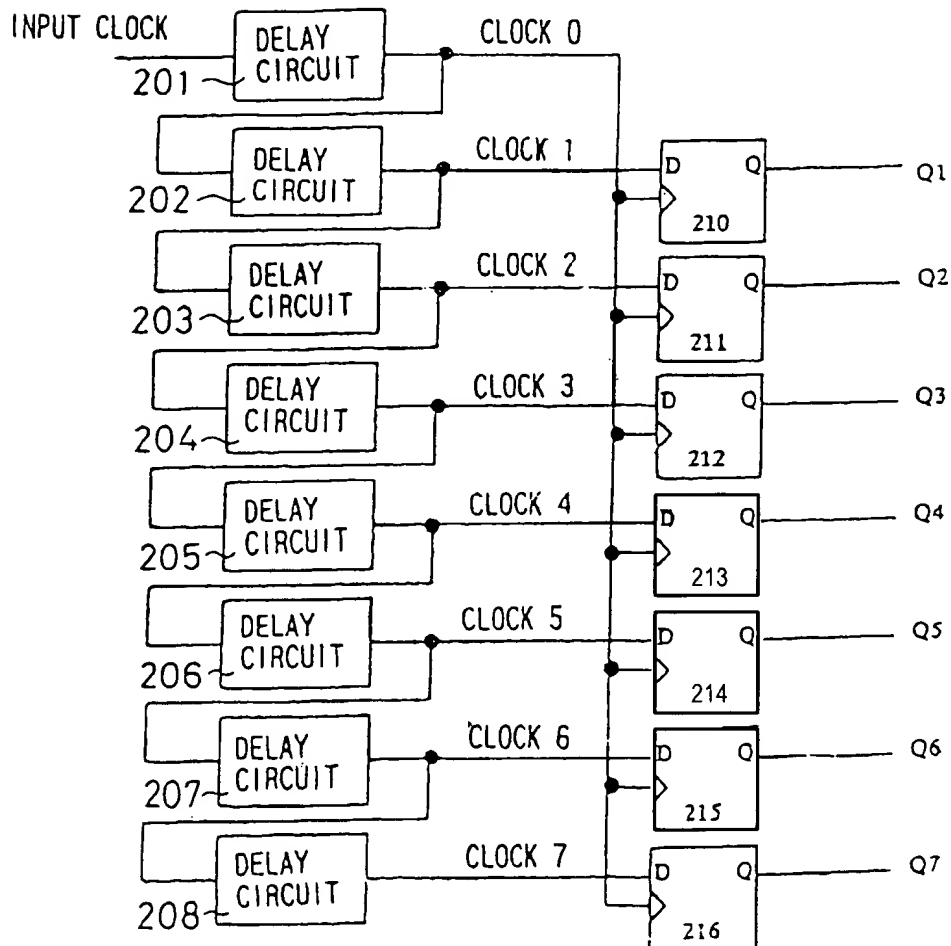 INPUT CLOCK
DELAY
CIRCUIT
201
CLOCK 0
DELAY
CIRCUIT
202
CLOCK 1
D Q
210
Q1
DELAY
CIRCUIT
203
CLOCK 2
D Q
211
Q2
DELAY
CIRCUIT
204
CLOCK 3
D Q
212
Q3
DELAY
CIRCUIT
205
CLOCK 4
D Q
213
Q4
DELAY
CIRCUIT
206
CLOCK 5
D Q
214
Q5
DELAY
CIRCUIT
207
CLOCK 6
D Q
215
Q6
DELAY
CIRCUIT
208
CLOCK 7
D Q
216
Q7